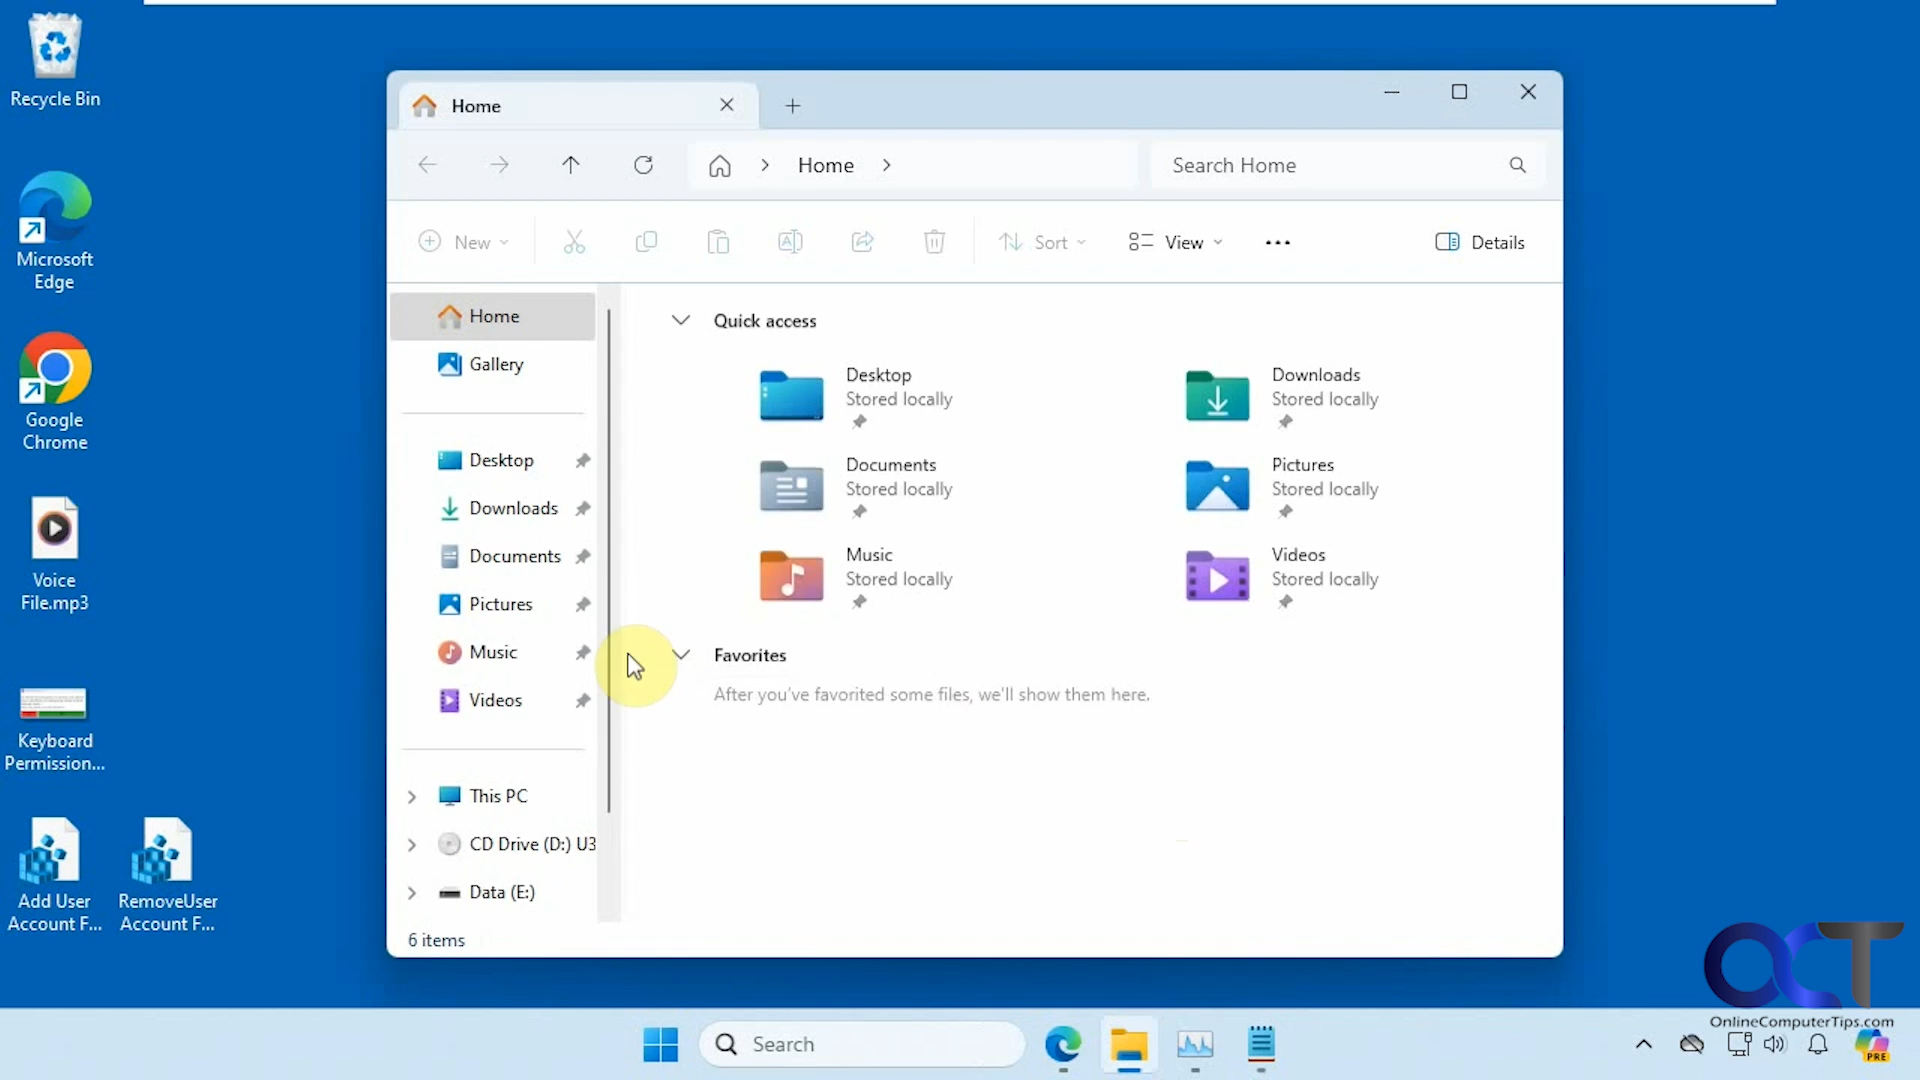 Recycle Bin
Microsoft
Edge
Google
Chrome
Voice
File.mp3
Keyboard
Permission...
Add User
Account F...
RemoveUser
Account F...
Home
Home
Search Home
New
Sort
View
Details
Home
Gallery
Desktop
Downloads
Documents
Pictures
Music
Videos
This PC
CD Drive (D:) U3
Data (E:)
6 items
Quick access
Desktop
Stored locally
Downloads
Stored locally
Documents
Stored locally
Pictures
Stored locally
Music
Stored locally
Videos
Stored locally
Favorites
After you've favorited some files, we'll show them here.
OCT
OnlineComputerTips.com
Search
PRE